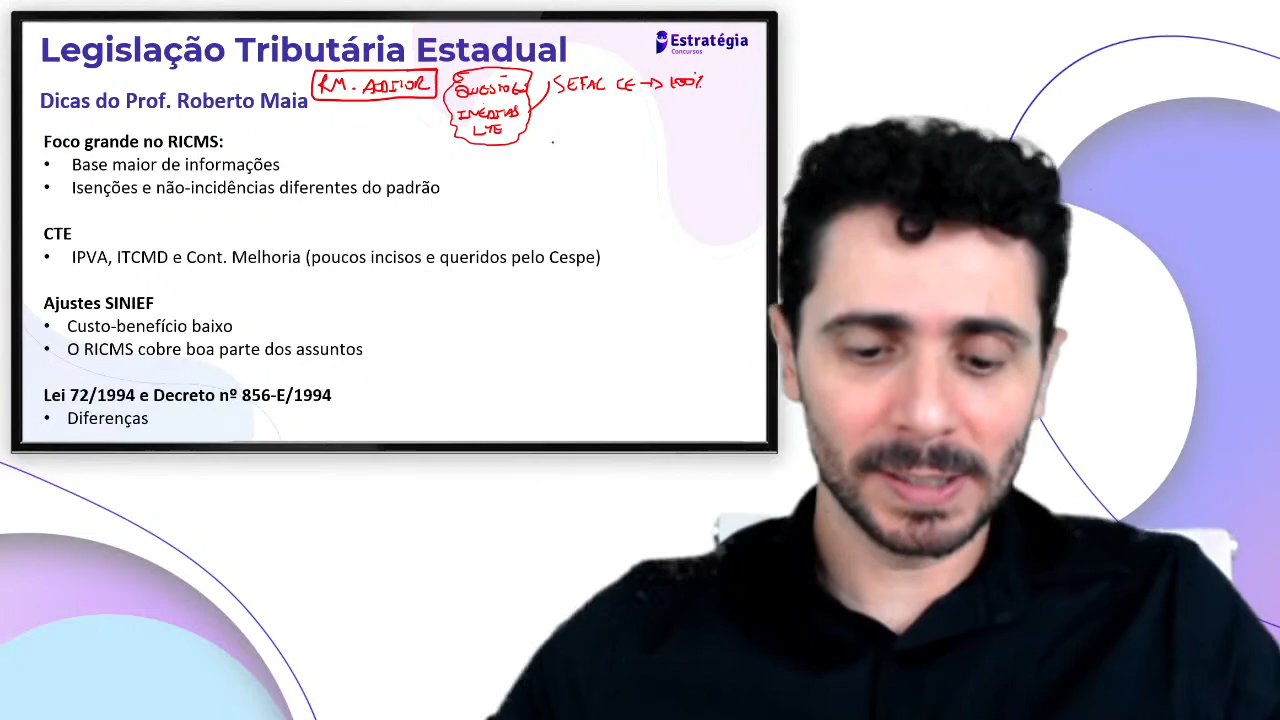 Legislação Tributária Estadual
Estratégia
Concursos
Dicas do Prof. Roberto Maia
RM. AUDITOR
QUESTÕES
INÉDITAS
LTE
SEFAZ CE → 100%
Foco grande no RICMS:
• Base maior de informações
• Isenções e não-incidências diferentes do padrão
CTE
• IPVA, ITCMD e Cont. Melhoria (poucos incisos e queridos pelo Cespe)
Ajustes SINIEF
• Custo-benefício baixo
• O RICMS cobre boa parte dos assuntos
Lei 72/1994 e Decreto nº 856-E/1994
• Diferenças